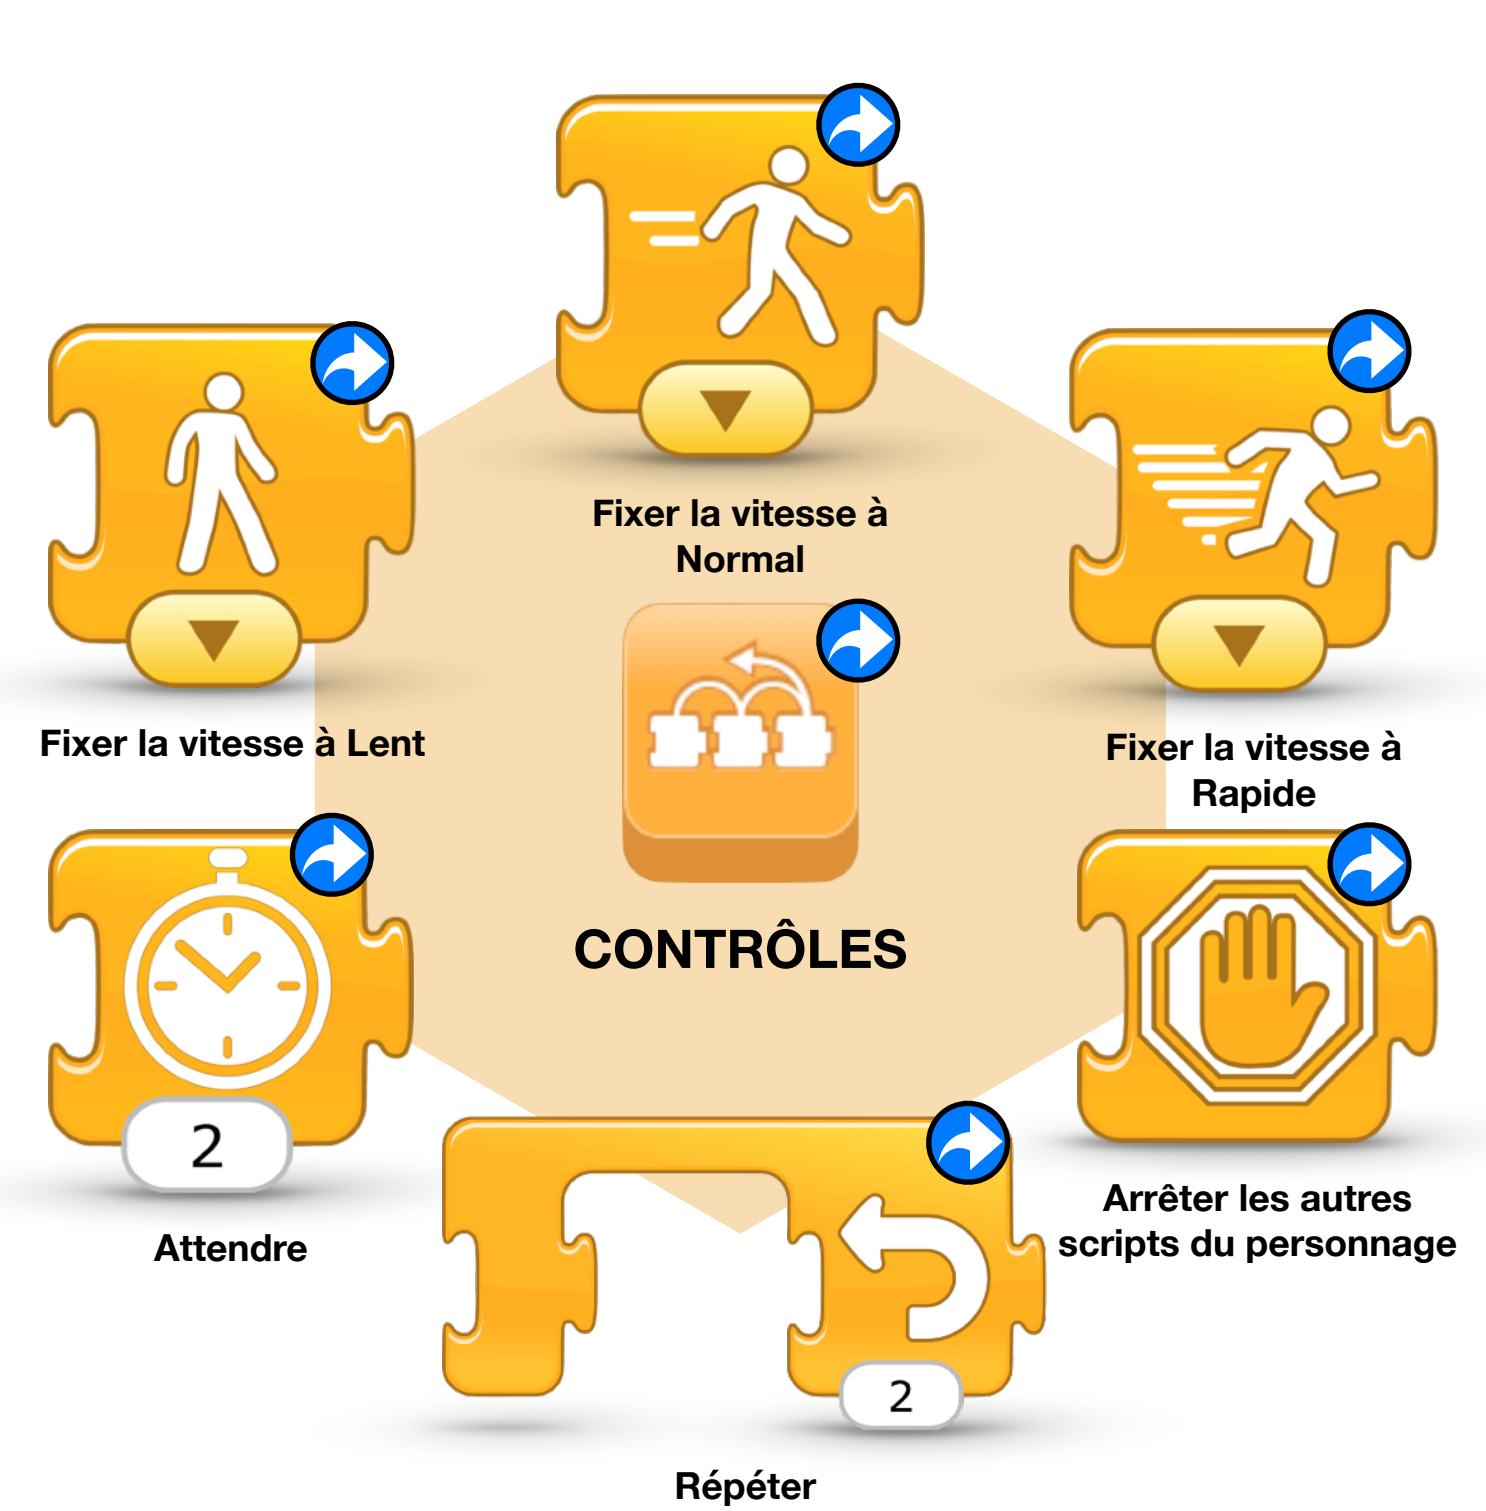 Fixer la vitesse à
Normal
Fixer la vitesse à Lent
Fixer la vitesse à
Rapide
CONTRÔLES
2
Attendre
Arrêter les autres
scripts du personnage
2
Répéter